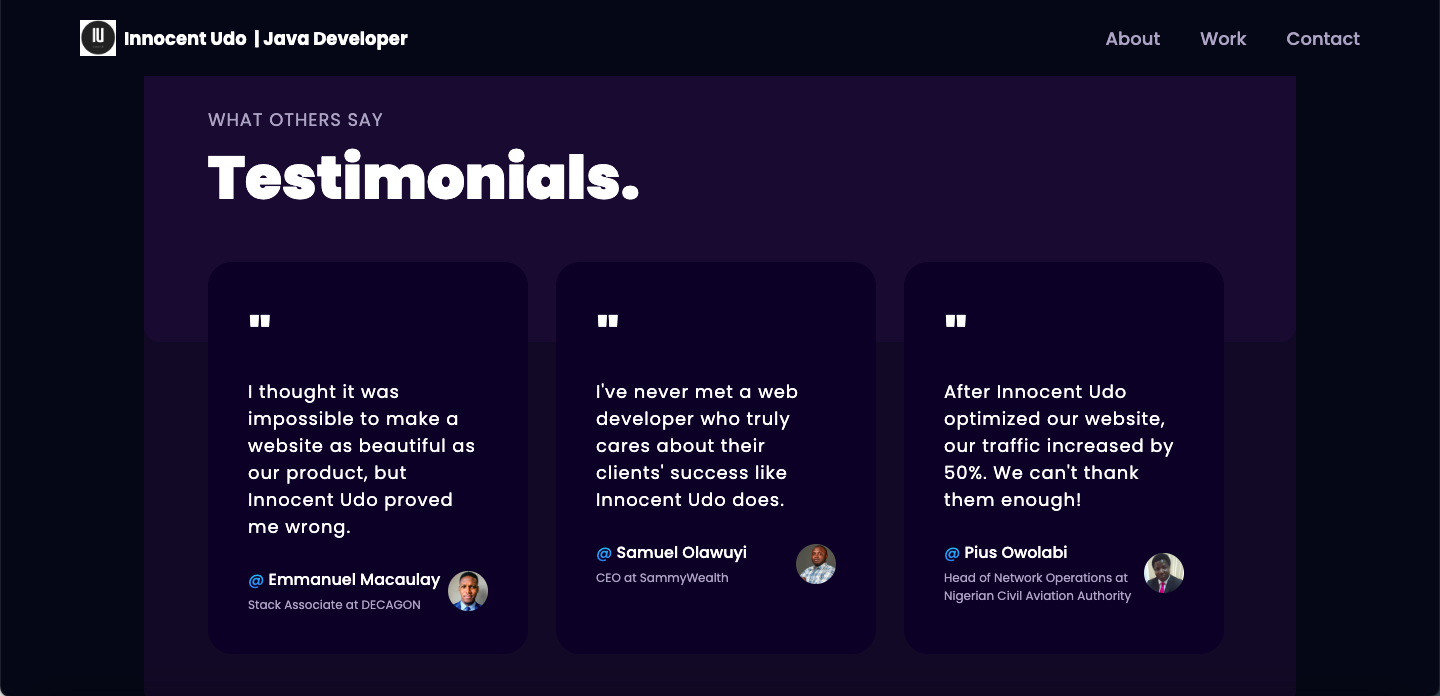 IU
Innocent Udo | Java Developer
About
Work
Contact
WHAT OTHERS SAY
Testimonials.
"
I thought it was
impossible to make a
website as beautiful as
our product, but
Innocent Udo proved
me wrong.
@ Emmanuel Macaulay
Stack Associate at DECAGON
"
I've never met a web
developer who truly
cares about their
clients' success like
Innocent Udo does.
@ Samuel Olawuyi
CEO at SammyWealth
"
After Innocent Udo
optimized our website,
our traffic increased by
50%. We can't thank
them enough!
@ Pius Owolabi
Head of Network Operations at
Nigerian Civil Aviation Authority